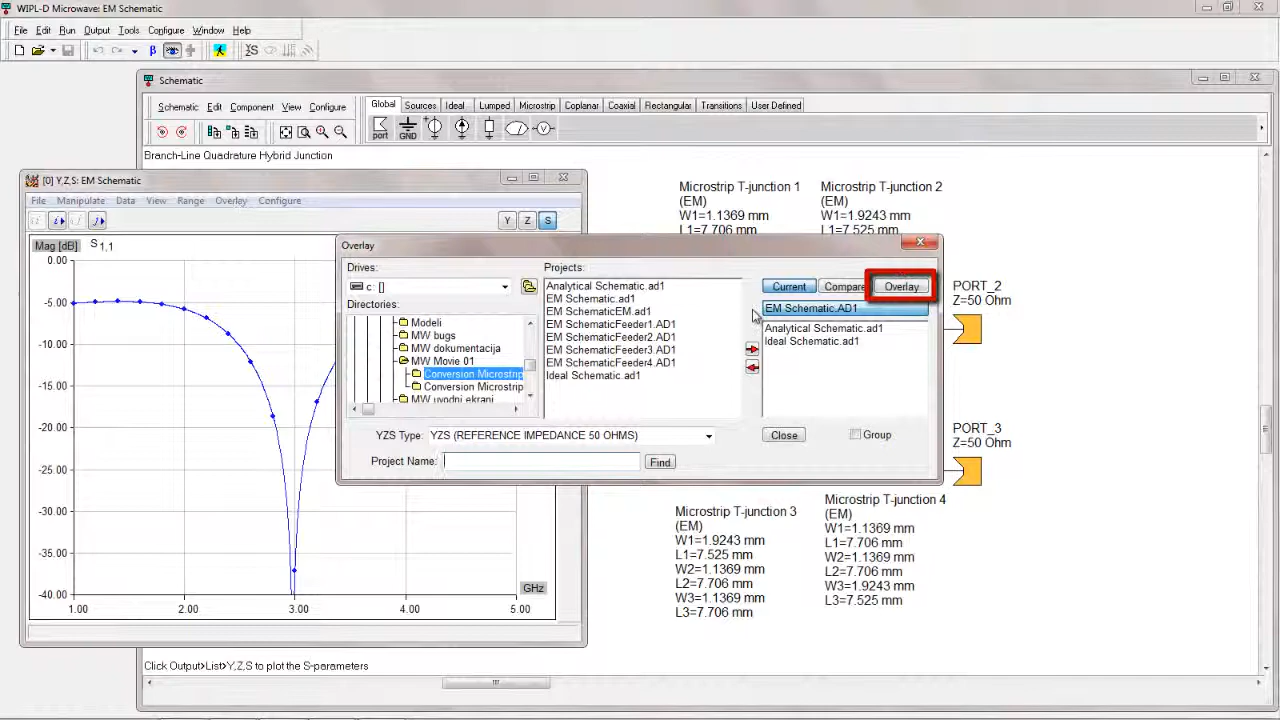 WIPL-D Microwave: EM Schematic
File Edit Run Output Tools Configure Window Help
β
Schematic
Schematic Edit Component View Configure
Global Sources Ideal Lumped Microstrip Coplanar Coaxial Rectangular Transitions User Defined
port GND
Branch-Line Quadrature Hybrid Junction
[0] Y,Z,S: EM Schematic
File Manipulate Data View Range Overlay Configure
Y Z S
Mag [dB] S1,1
0.00
-5.00
-10.00
-15.00
-20.00
-25.00
-30.00
-35.00
-40.00
1.00 2.00 3.00 4.00 5.00
GHz
Microstrip T-junction 1
(EM)
W1=1.1369 mm
L1=7.706 mm
Microstrip T-junction 2
(EM)
W1=1.9243 mm
L1=7.525 mm
Overlay
Drives:
c: []
Directories:
Modeli
MW bugs
MW dokumentacija
MW Movie 01
Conversion Microstrip
Conversion Microstrip
MW uvodni ekrani
Projects:
Analytical Schematic.ad1
EM Schematic.ad1
EM SchematicEM.ad1
EM SchematicFeeder1.AD1
EM SchematicFeeder2.AD1
EM SchematicFeeder3.AD1
EM SchematicFeeder4.AD1
Ideal Schematic.ad1
Current Compare Overlay
EM Schematic.AD1
Analytical Schematic.ad1
Ideal Schematic.ad1
YZS Type: YZS (REFERENCE IMPEDANCE 50 OHMS)
Close Group
Project Name: Find
PORT_2
Z=50 Ohm
PORT_3
Z=50 Ohm
Microstrip T-junction 3
(EM)
W1=1.9243 mm
L1=7.525 mm
W2=1.1369 mm
L2=7.706 mm
W3=1.1369 mm
L3=7.706 mm
Microstrip T-junction 4
(EM)
W1=1.1369 mm
L1=7.706 mm
W2=1.1369 mm
L2=7.706 mm
W3=1.9243 mm
L3=7.525 mm
Click Output>List>Y,Z,S to plot the S-parameters